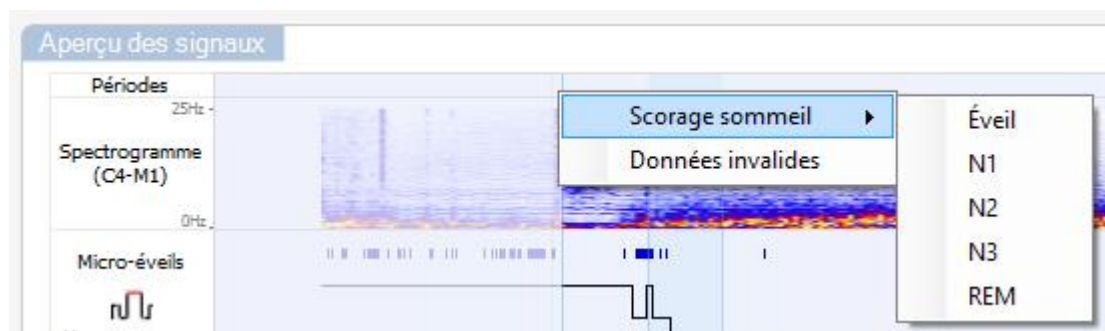 Aperçu des signaux
Périodes
25Hz
Spectrogramme
(C4-M1)
0Hz
Micro-éveils
Scorage sommeil
Données invalides
Éveil
N1
N2
N3
REM